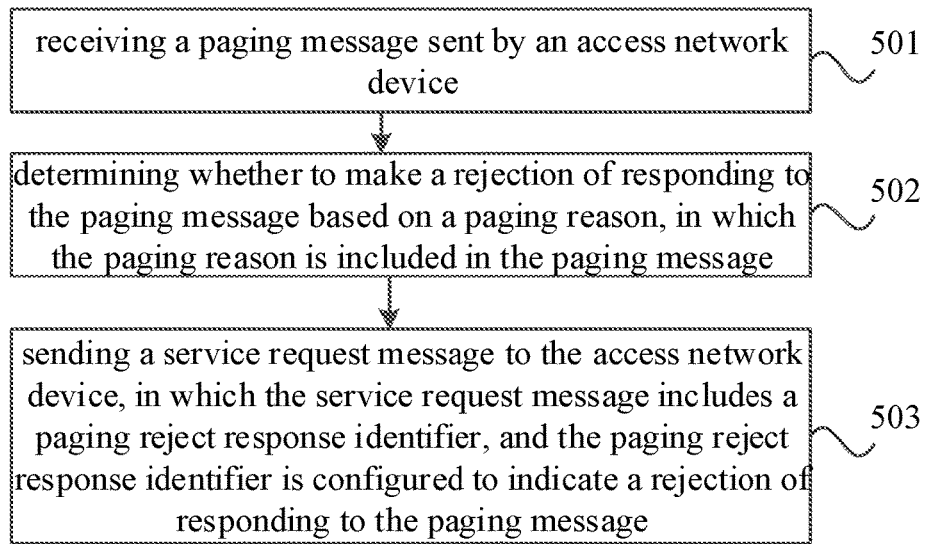 receiving a paging message sent by an access network
device
501
determining whether to make a rejection of responding to
the paging message based on a paging reason, in which
the paging reason is included in the paging message
502
sending a service request message to the access network
device, in which the service request message includes a
paging reject response identifier, and the paging reject
response identifier is configured to indicate a rejection of
responding to the paging message
503